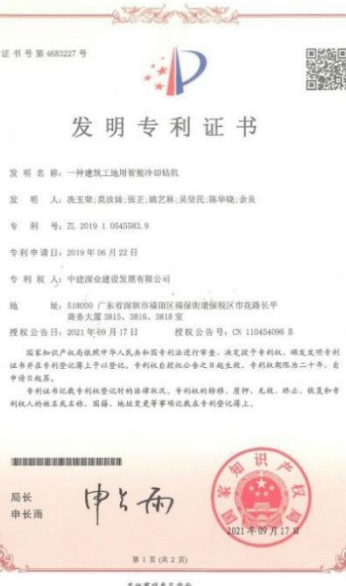 证书号第4683227号
发明专利证书
发明名称：一种建筑工地用智能冷却钻机
发明人：冼玉荣;莫汝妹;张正;姚艺林;吴坚民;陈华晓;余良
专利号：ZL 2019 1 0545583.9
专利申请日：2019年06月22日
专利权人：中建深业建设发展有限公司
地址：518000 广东省深圳市福田区福保街道保税区市花路长平
商务大厦3815、3816、3818室
授权公告日：2021年09月17日 授权公告号：CN 110454096 B
国家知识产权局依照中华人民共和国专利法进行审查，决定授予专利权，颁发发明专利
证书并在专利登记簿上予以登记。专利权自授权公告之日起生效。专利权期限为二十年，自
申请日起算。
专利证书记载专利权登记时的法律状况。专利权的转移、质押、无效、终止、恢复和专
利权人的姓名或名称、国籍、地址变更等事项记载在专利登记簿上。
局长
申长雨
申长雨
国家知识产权局
2021年09月17日
第1页(共2页)